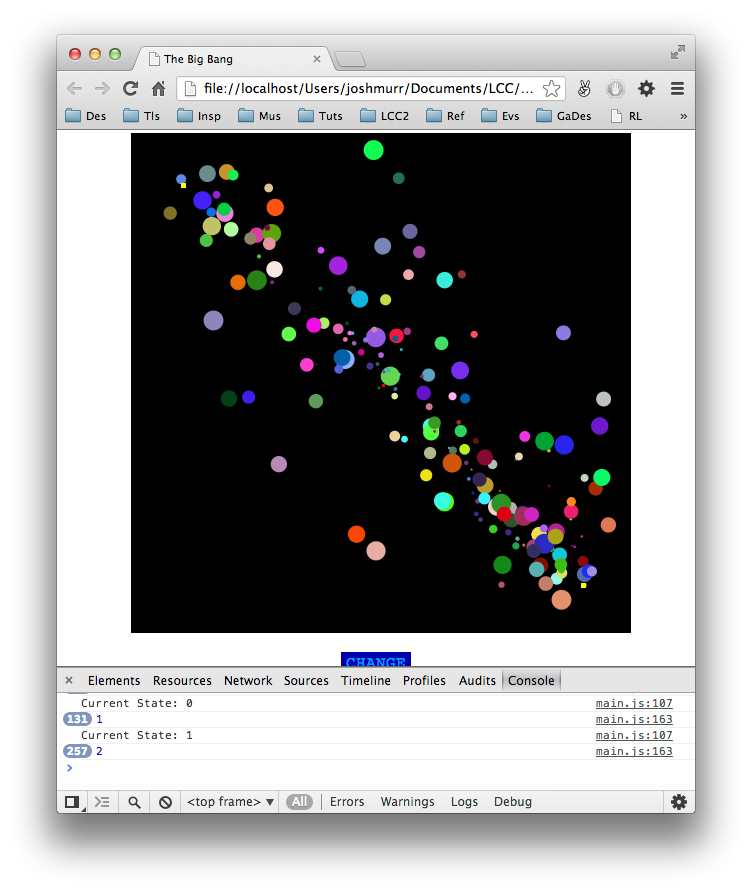 The Big Bang
file://localhost/Users/joshmurr/Documents/LCC/...
Des Tls Insp Mus Tuts LCC2 Ref Evs GaDes RL »
CHANGE
× Elements Resources Network Sources Timeline Profiles Audits Console
Current State: 0 main.js:107
131 1 main.js:163
Current State: 1 main.js:107
257 2 main.js:163
>
<top frame> ▼ All Errors Warnings Logs Debug